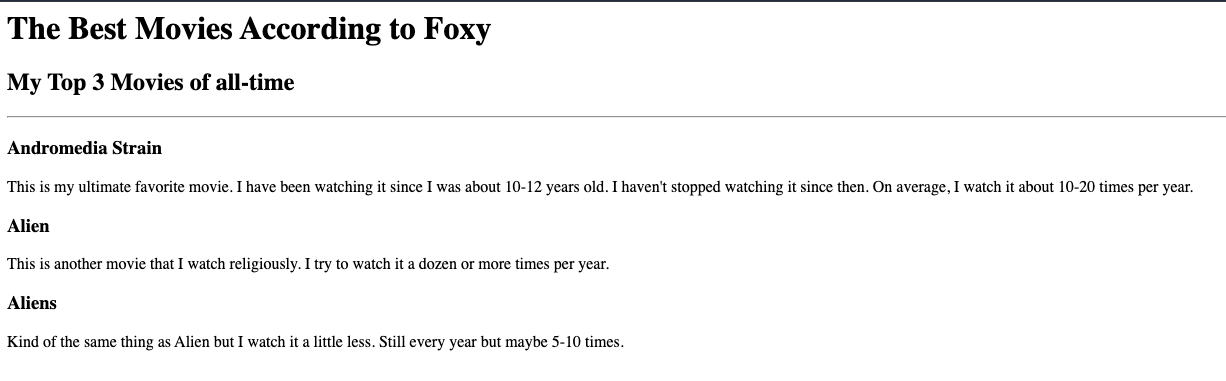 The Best Movies According to Foxy
My Top 3 Movies of all-time
Andromedia Strain
This is my ultimate favorite movie. I have been watching it since I was about 10-12 years old. I haven't stopped watching it since then. On average, I watch it about 10-20 times per year.
Alien
This is another movie that I watch religiously. I try to watch it a dozen or more times per year.
Aliens
Kind of the same thing as Alien but I watch it a little less. Still every year but maybe 5-10 times.